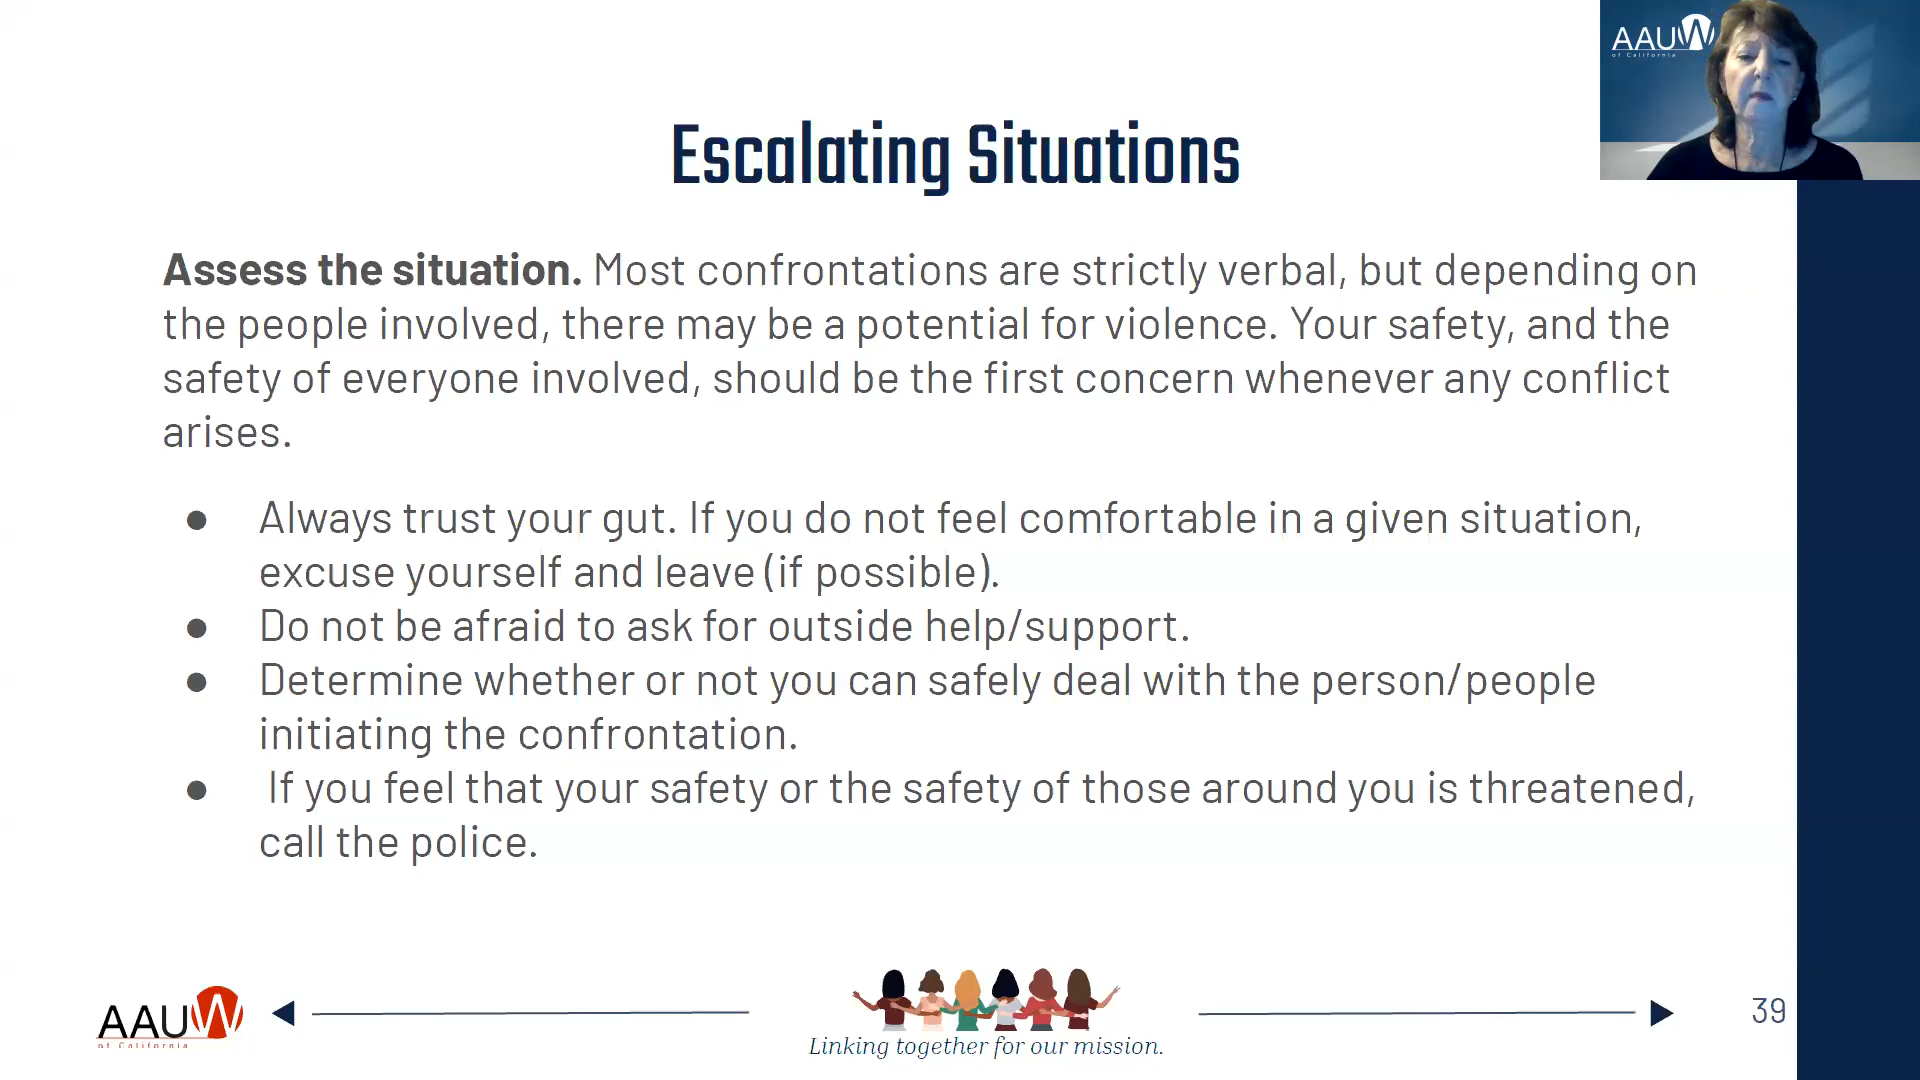 AAUW
of California
Escalating Situations
Assess the situation. Most confrontations are strictly verbal, but depending on
the people involved, there may be a potential for violence. Your safety, and the
safety of everyone involved, should be the first concern whenever any conflict
arises.
● Always trust your gut. If you do not feel comfortable in a given situation,
excuse yourself and leave (if possible).
● Do not be afraid to ask for outside help/support.
● Determine whether or not you can safely deal with the person/people
initiating the confrontation.
● If you feel that your safety or the safety of those around you is threatened,
call the police.
AAUW
of California
Linking together for our mission.
39